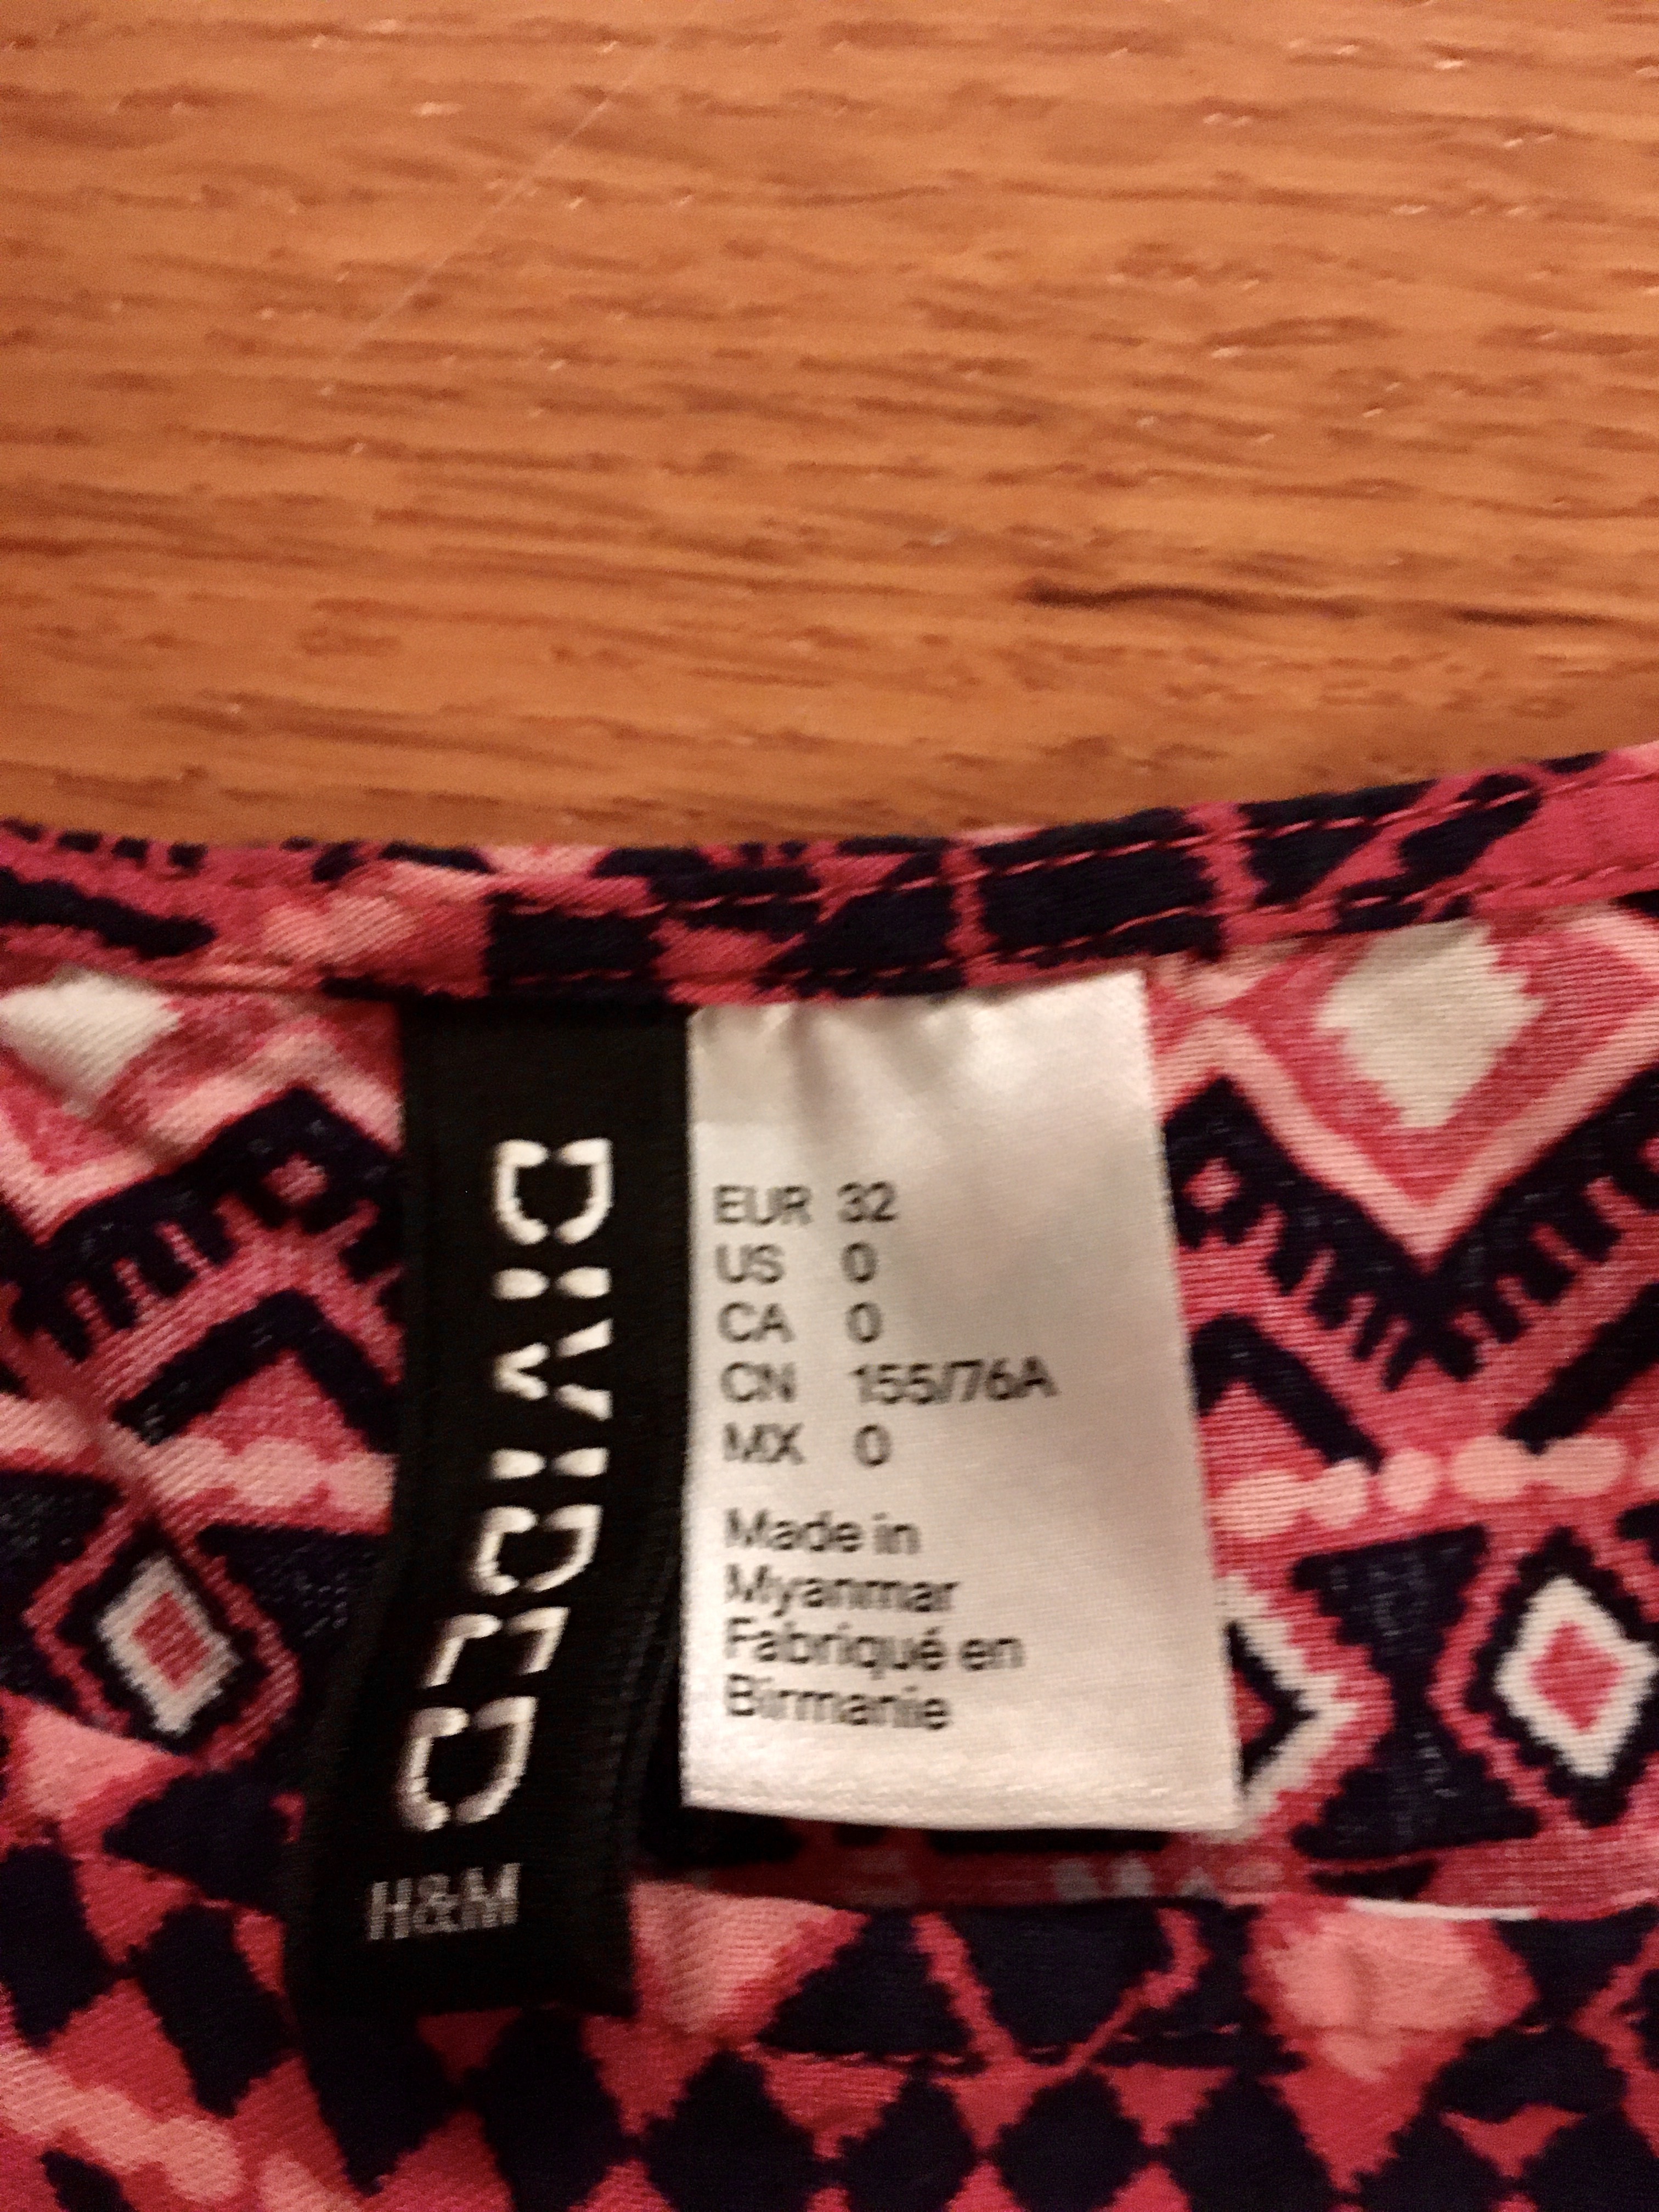 DIVIDED
H&M
EUR 32
US 0
CA 0
CN 155/76A
MX 0
Made in
Myanmar
Fabriqué en
Birmanie